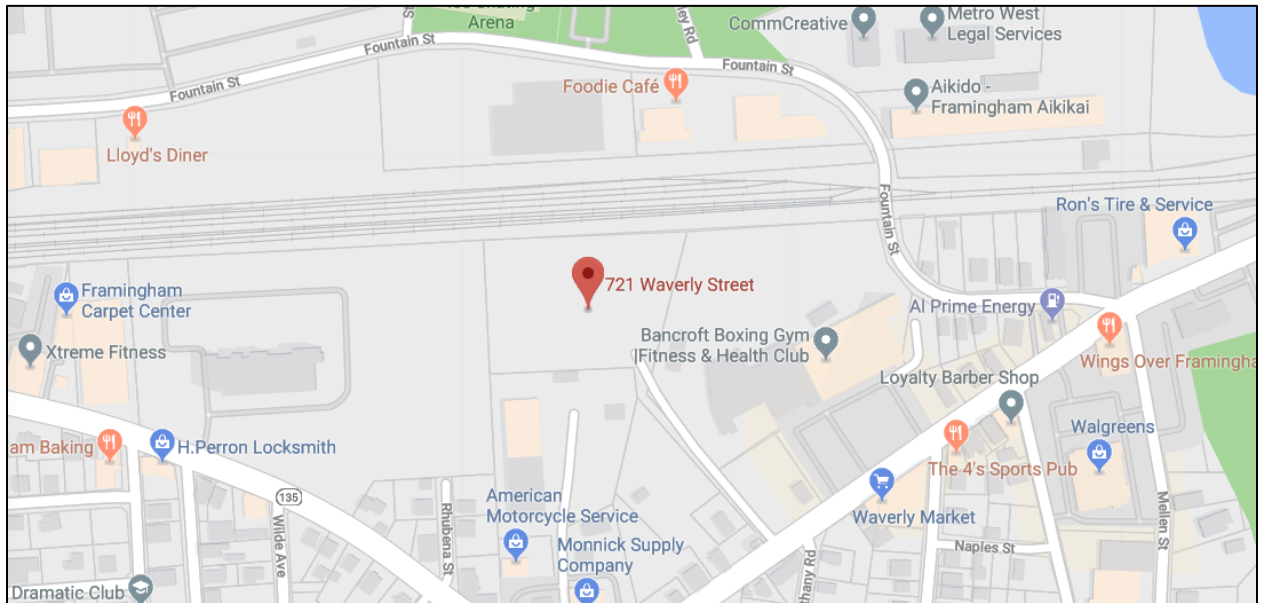 Arena
CommCreative
Metro West
Legal Services
Fountain St
Fountain St
Fountain St
Foodie Café
Aikido -
Framingham Aikikai
Lloyd's Diner
Fountain St
Ron's Tire & Service
721 Waverly Street
Framingham
Carpet Center
Al Prime Energy
Xtreme Fitness
Bancroft Boxing Gym
Fitness & Health Club
Wings Over Framingha
Loyalty Barber Shop
am Baking
H.Perron Locksmith
Walgreens
The 4's Sports Pub
135
American
Motorcycle Service
Waverly Market
Wilde Ave
Rhubena St
Mellen St
Monnick Supply
Company
Naples St
thany Rd
Dramatic Club